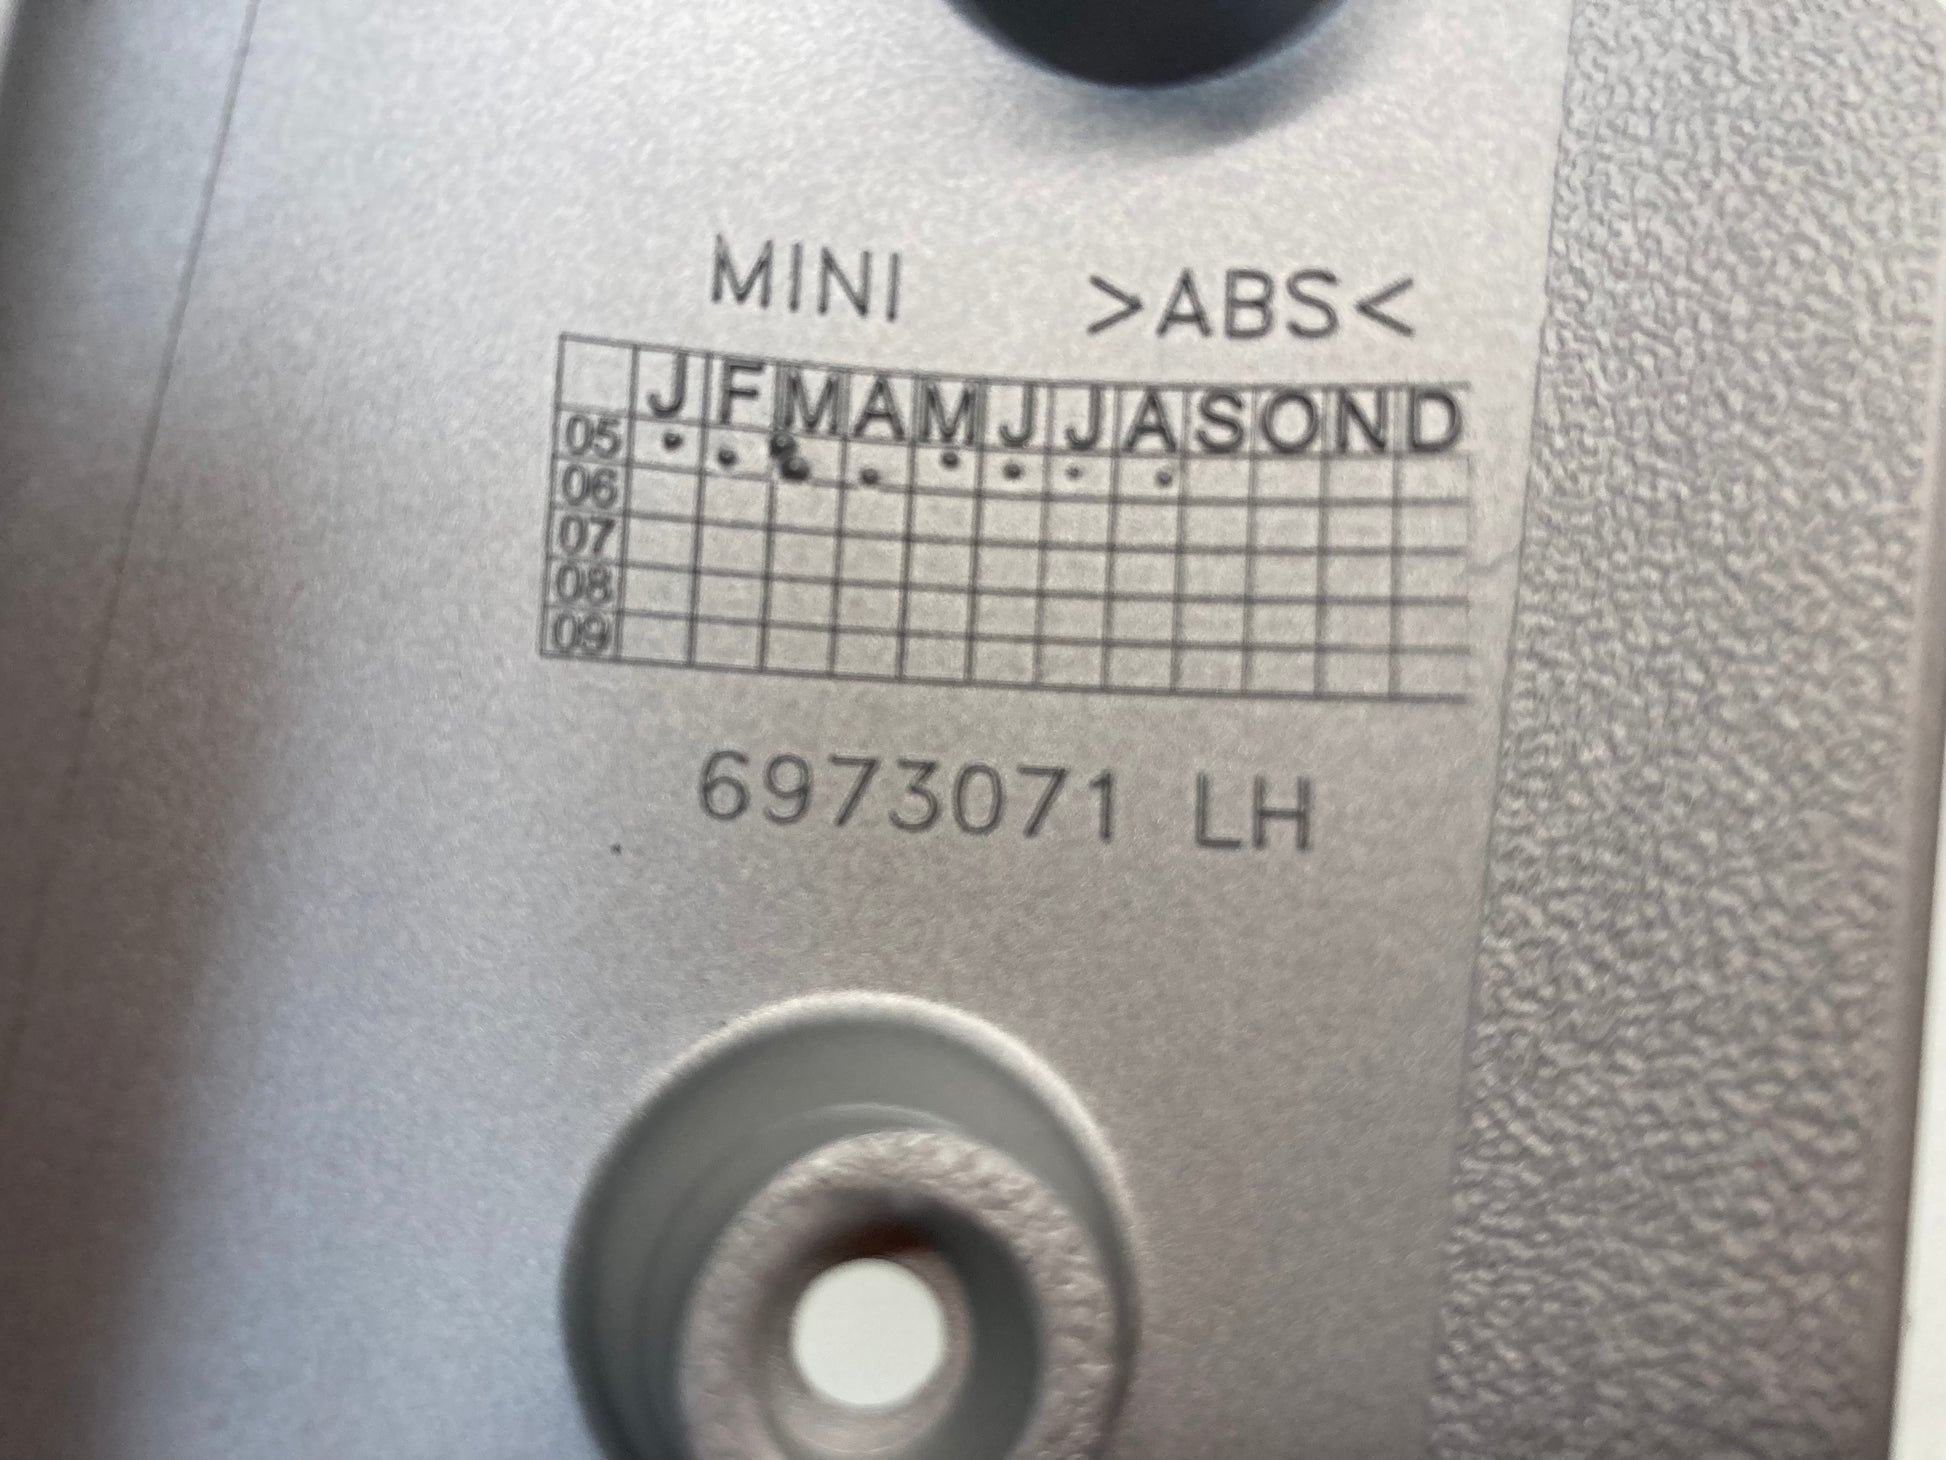 MINI >ABS<
J F M A M J J A S O N D
05
06
07
08
09
6973071 LH